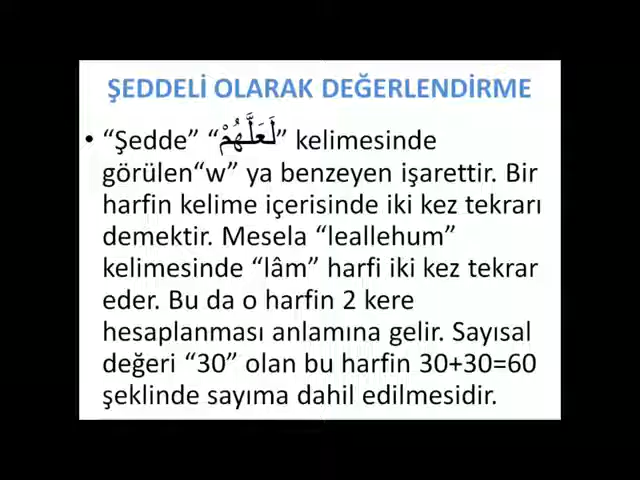 ŞEDDELİ OLARAK DEĞERLENDİRME
• “Şedde” “لَعَلَّهُمْ” kelimesinde
görülen“w” ya benzeyen işarettir. Bir
harfin kelime içerisinde iki kez tekrarı
demektir. Mesela “leallehum”
kelimesinde “lâm” harfi iki kez tekrar
eder. Bu da o harfin 2 kere
hesaplanması anlamına gelir. Sayısal
değeri “30” olan bu harfin 30+30=60
şeklinde sayıma dahil edilmesidir.